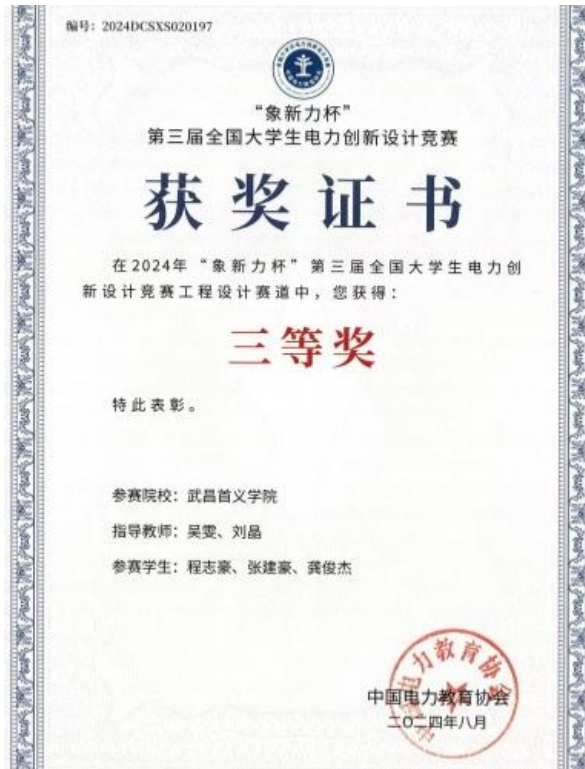 编号：2024DCSXS020197
“象新力杯”
第三届全国大学生电力创新设计竞赛
获奖证书
在2024年“象新力杯”第三届全国大学生电力创
新设计竞赛工程设计赛道中，您获得：
三等奖
特此表彰。
参赛院校：武昌首义学院
指导教师：吴雯、刘晶
参赛学生：程志豪、张建豪、龚俊杰
中国电力教育协会
二〇二四年八月